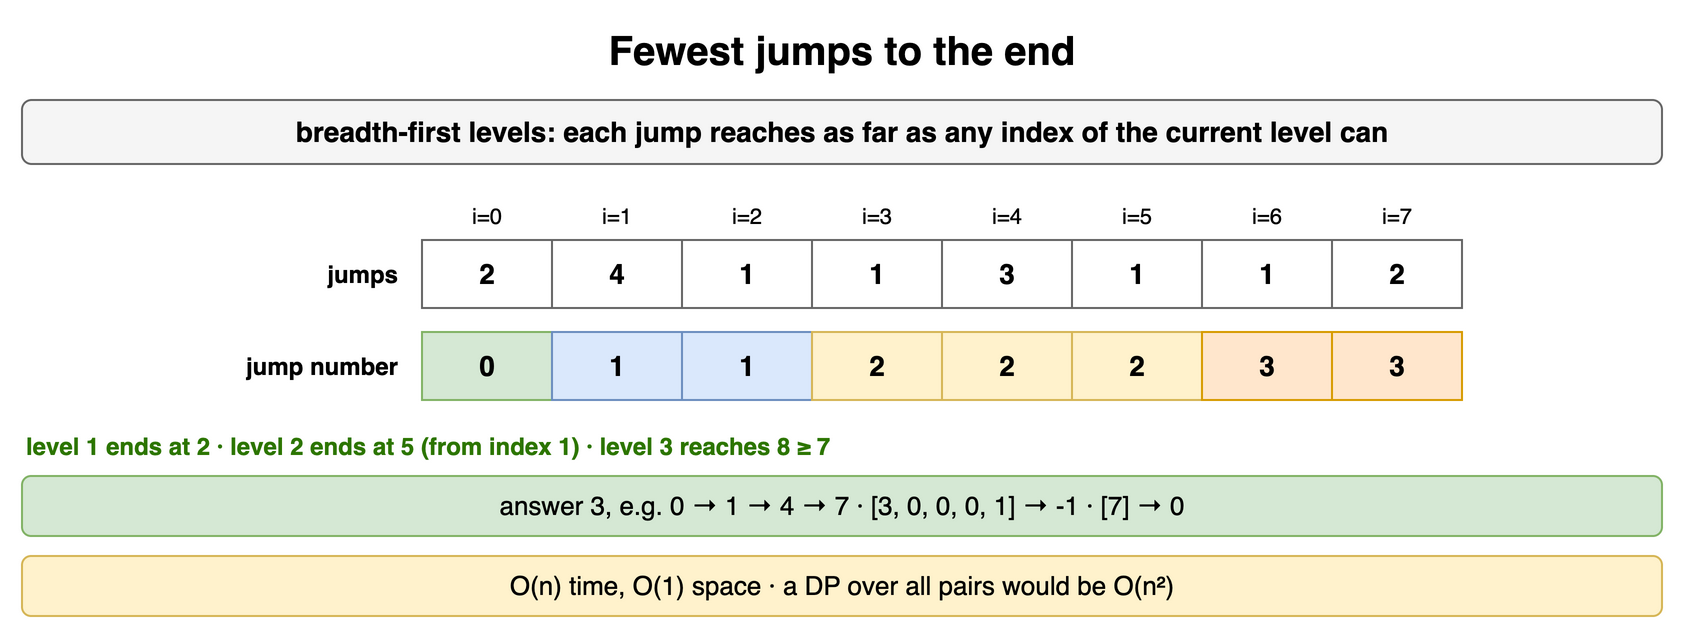 Fewest jumps to the end
breadth-first levels: each jump reaches as far as any index of the current level can
i=0 i=1 i=2 i=3 i=4 i=5 i=6 i=7
jumps 2 4 1 1 3 1 1 2
jump number 0 1 1 2 2 2 3 3
level 1 ends at 2 · level 2 ends at 5 (from index 1) · level 3 reaches 8 ≥ 7
answer 3, e.g. 0 → 1 → 4 → 7 · [3, 0, 0, 0, 1] → -1 · [7] → 0
O(n) time, O(1) space · a DP over all pairs would be O(n²)